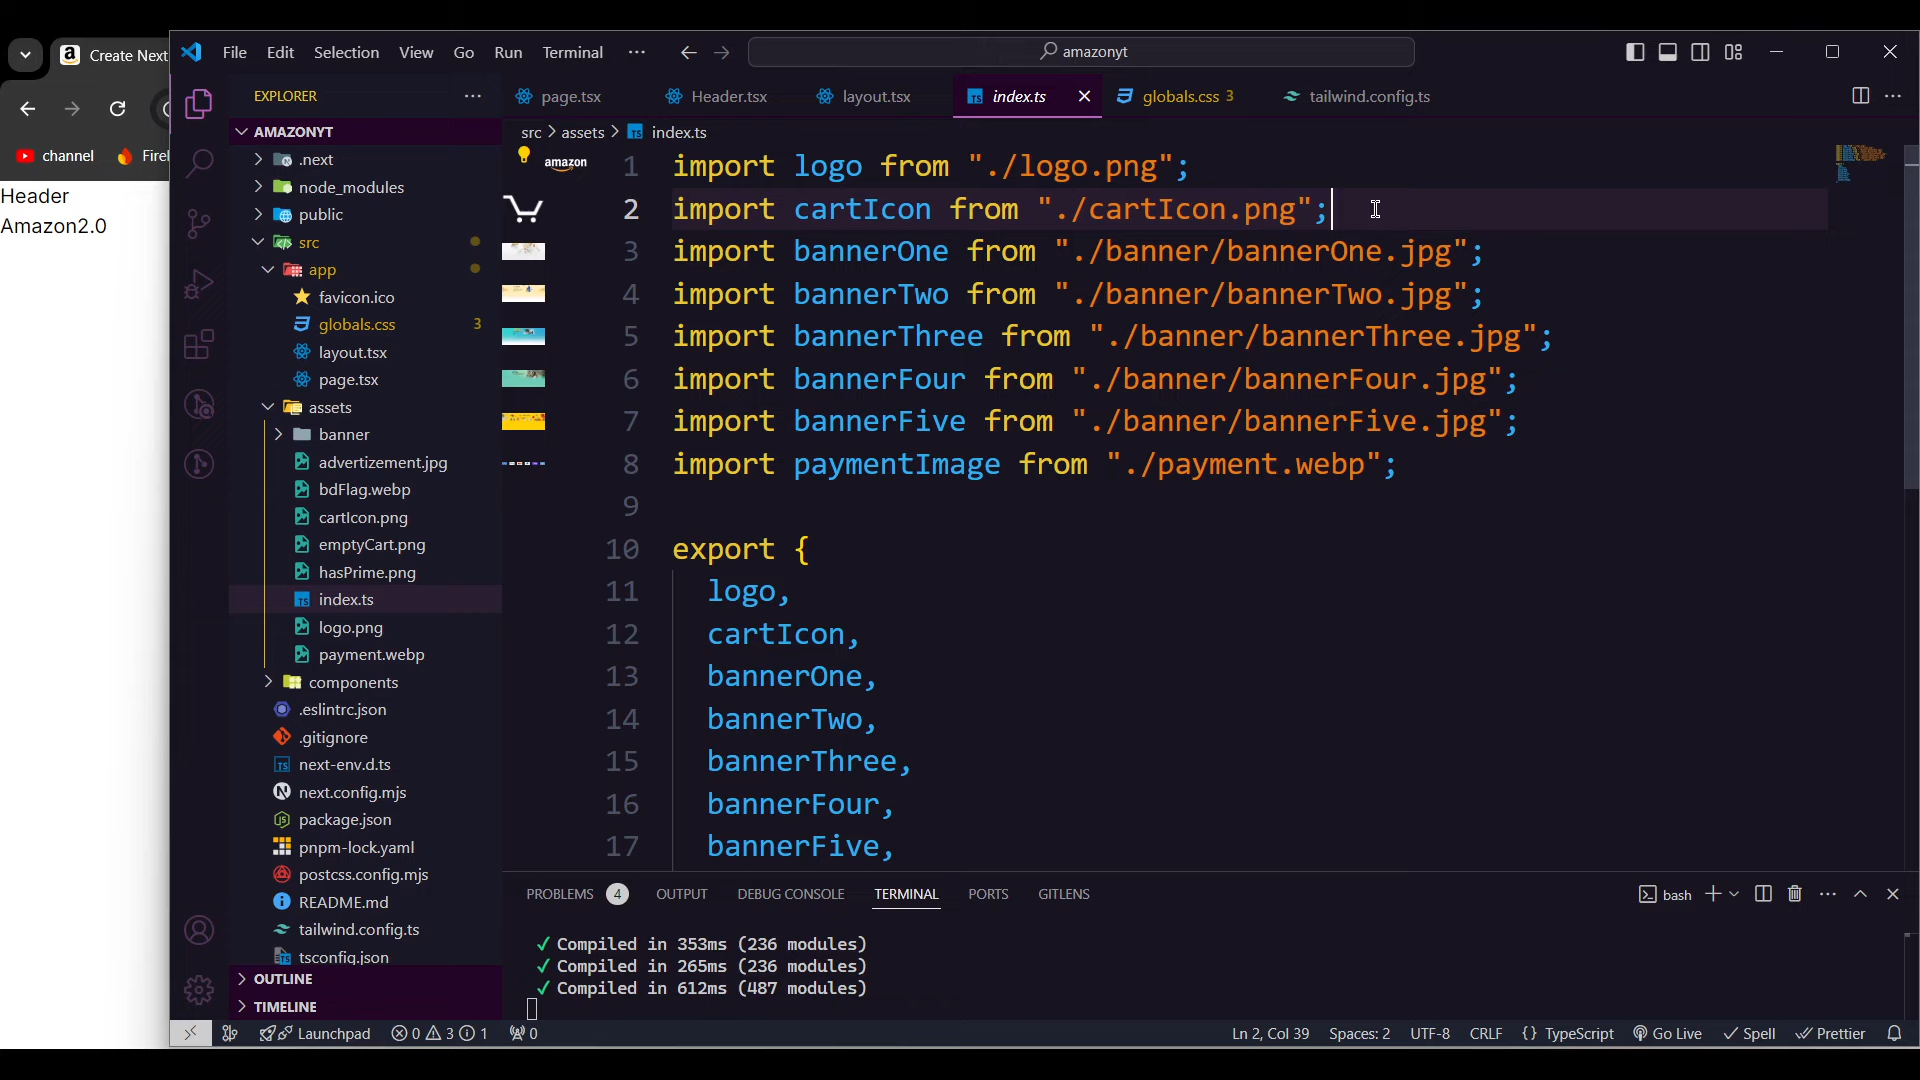 Create Next
File Edit Selection View Go Run Terminal ··· amazonyt
channel Firel
Header
Amazon2.0
EXPLORER ···
AMAZONYT
.next
node_modules
public
src
app
favicon.ico
globals.css 3
layout.tsx
page.tsx
assets
banner
advertizement.jpg
bdFlag.webp
cartIcon.png
emptyCart.png
hasPrime.png
index.ts
logo.png
payment.webp
components
.eslintrc.json
.gitignore
next-env.d.ts
next.config.mjs
package.json
pnpm-lock.yaml
postcss.config.mjs
README.md
tailwind.config.ts
tsconfig.json
OUTLINE
TIMELINE
page.tsx Header.tsx layout.tsx index.ts globals.css 3 tailwind.config.ts
src > assets > index.ts
amazon 1 import logo from "./logo.png";
2 import cartIcon from "./cartIcon.png";
3 import bannerOne from "./banner/bannerOne.jpg";
4 import bannerTwo from "./banner/bannerTwo.jpg";
5 import bannerThree from "./banner/bannerThree.jpg";
6 import bannerFour from "./banner/bannerFour.jpg";
7 import bannerFive from "./banner/bannerFive.jpg";
8 import paymentImage from "./payment.webp";
9
10 export {
11 logo,
12 cartIcon,
13 bannerOne,
14 bannerTwo,
15 bannerThree,
16 bannerFour,
17 bannerFive,
PROBLEMS 4 OUTPUT DEBUG CONSOLE TERMINAL PORTS GITLENS bash
✓ Compiled in 353ms (236 modules)
✓ Compiled in 265ms (236 modules)
✓ Compiled in 612ms (487 modules)
Launchpad 0 3 1 0 Ln 2, Col 39 Spaces: 2 UTF-8 CRLF {} TypeScript Go Live Spell Prettier